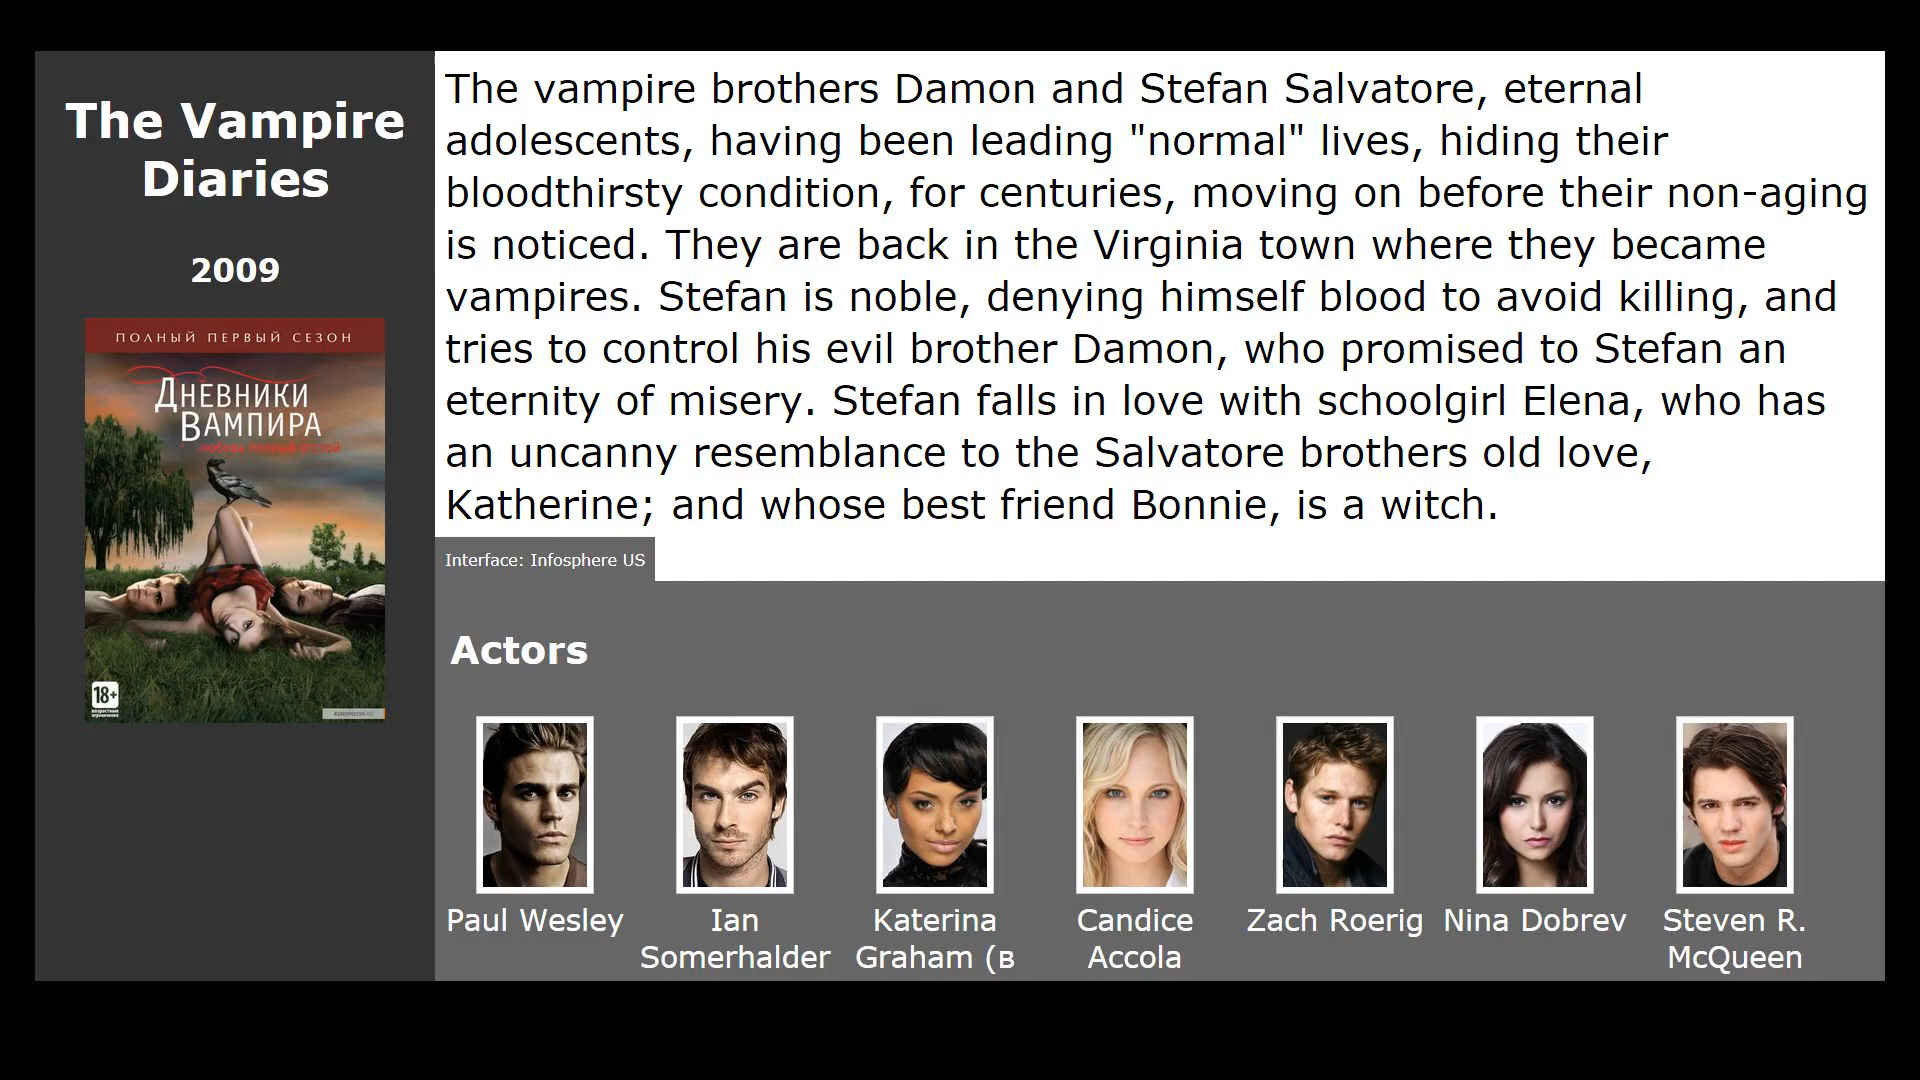 The Vampire
Diaries
2009
ПОЛНЫЙ ПЕРВЫЙ СЕЗОН
ДНЕВНИКИ
ВАМПИРА
18+
The vampire brothers Damon and Stefan Salvatore, eternal
adolescents, having been leading "normal" lives, hiding their
bloodthirsty condition, for centuries, moving on before their non-aging
is noticed. They are back in the Virginia town where they became
vampires. Stefan is noble, denying himself blood to avoid killing, and
tries to control his evil brother Damon, who promised to Stefan an
eternity of misery. Stefan falls in love with schoolgirl Elena, who has
an uncanny resemblance to the Salvatore brothers old love,
Katherine; and whose best friend Bonnie, is a witch.
Interface: Infosphere US
Actors
Paul Wesley
Ian
Somerhalder
Katerina
Graham (в
Candice
Accola
Zach Roerig
Nina Dobrev
Steven R.
McQueen